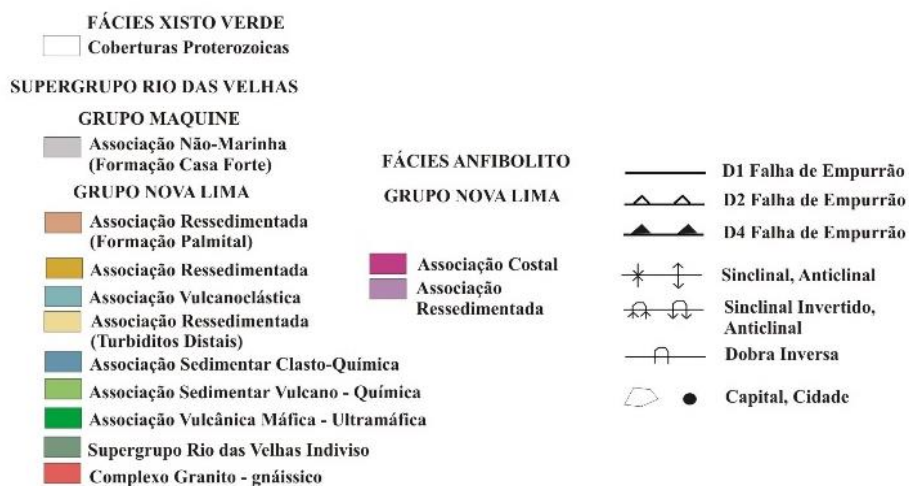 FÁCIES XISTO VERDE
Coberturas Proterozoicas
SUPERGRUPO RIO DAS VELHAS
GRUPO MAQUINE
Associação Não-Marinha
(Formação Casa Forte)
GRUPO NOVA LIMA
Associação Ressedimentada
(Formação Palmital)
Associação Ressedimentada
Associação Vulcanoclástica
Associação Ressedimentada
(Turbiditos Distais)
Associação Sedimentar Clasto-Química
Associação Sedimentar Vulcano - Química
Associação Vulcânica Máfica - Ultramáfica
Supergrupo Rio das Velhas Indiviso
Complexo Granito - gnáissico
FÁCIES ANFIBOLITO
GRUPO NOVA LIMA
Associação Costal
Associação
Ressedimentada
D1 Falha de Empurrão
D2 Falha de Empurrão
D4 Falha de Empurrão
Sinclinal, Anticlinal
Sinclinal Invertido,
Anticlinal
Dobra Inversa
Capital, Cidade